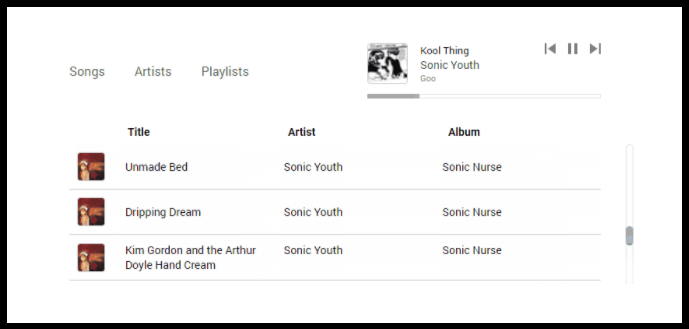 Kool Thing
Songs Artists Playlists Sonic Youth
Goo
Title Artist Album
Unmade Bed Sonic Youth Sonic Nurse
Dripping Dream Sonic Youth Sonic Nurse
Kim Gordon and the Arthur Sonic Youth Sonic Nurse
Doyle Hand Cream